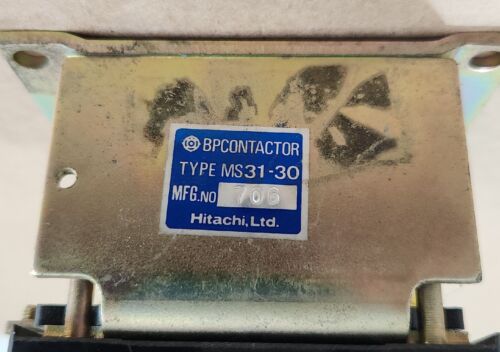 BPCONTACTOR
TYPE MS31-30
MFG.NO 706
Hitachi, Ltd.